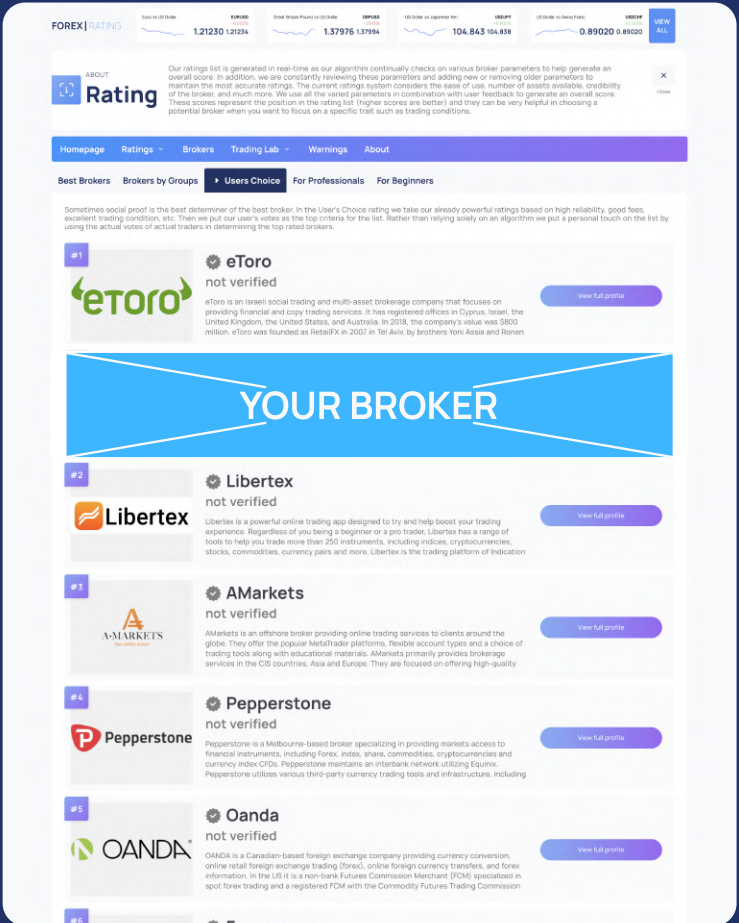 FOREX|RATING
Euro vs US Dollar EURUSD
1.21230 1.21234
Great Britain Pound vs US Dollar GBPUSD
1.37976 1.37994
US Dollar vs Japanese Yen USDJPY
104.843 104.838
US Dollar vs Swiss Franc USDCHF
0.89020 0.89020
VIEW
ALL
ABOUT
Rating
Our ratings list is generated in real-time as our algorithm continually checks on various broker parameters to help generate an
overall score. In addition, we are constantly reviewing these parameters and adding new or removing older parameters to
maintain the most accurate ratings. The current ratings system considers the ease of use, number of assets available, credibility
of the broker, and much more. We use all the varied parameters in combination with user feedback to generate an overall score.
These scores represent the position in the rating list (higher scores are better) and they can be very helpful in choosing a
potential broker when you want to focus on a specific trait such as trading conditions.
close
Homepage Ratings Brokers Trading Lab Warnings About
Best Brokers Brokers by Groups Users Choice For Professionals For Beginners
Sometimes social proof is the best determiner of the best broker. In the User's Choice rating we take our already powerful ratings based on high reliability, good fees,
excellent trading condition, etc. Then we put our user's votes as the top criteria for the list. Rather than relying solely on an algorithm we put a personal touch on the list by
using the actual votes of actual traders in determining the top rated brokers.
#1
eToro
eToro
not verified
eToro is an Israeli social trading and multi-asset brokerage company that focuses on
providing financial and copy trading services. It has registered offices in Cyprus, Israel, the
United Kingdom, the United States, and Australia. In 2018, the company's value was $800
million. eToro was founded as RetailFX in 2007 in Tel Aviv, by brothers Yoni Assia and Ronen
View full profile
YOUR BROKER
#2
Libertex
Libertex
not verified
Libertex is a powerful online trading app designed to try and help boost your trading
experience. Regardless of you being a beginner or a pro trader, Libertex has a range of
tools to help you trade more than 250 instruments, including indices, cryptocurrencies,
stocks, commodities, currency pairs and more. Libertex is the trading platform of Indication
View full profile
#3
A-MARKETS
AMarkets
not verified
AMarkets is an offshore broker providing online trading services to clients around the
globe. They offer the popular MetaTrader platforms, flexible account types and a choice of
trading tools along with educational materials. AMarkets primarily provides brokerage
services in the CIS countries, Asia and Europe. They are focused on offering high-quality
View full profile
#4
Pepperstone
Pepperstone
not verified
Pepperstone is a Melbourne-based broker specializing in providing markets access to
financial instruments, including Forex, index, share, commodities, cryptocurrencies and
currency index CFDs. Pepperstone maintains an interbank network utilizing Equinix.
Pepperstone utilizes various third-party currency trading tools and infrastructure, including
View full profile
#5
OANDA
Oanda
not verified
OANDA is a Canadian-based foreign exchange company providing currency conversion,
online retail foreign exchange trading (forex), online foreign currency transfers, and forex
information. In the US it is a non-bank Futures Commission Merchant (FCM) specialized in
spot forex trading and a registered FCM with the Commodity Futures Trading Commission
View full profile
#6